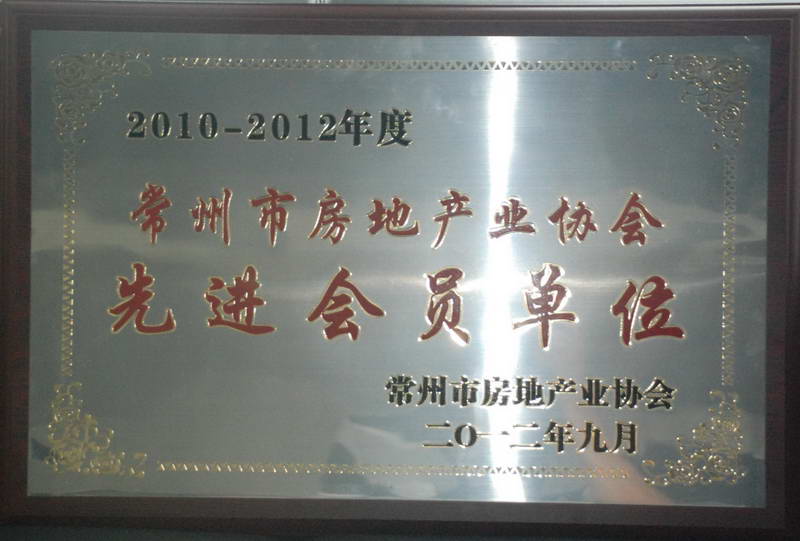 2010-2012年度
常州市房地产业协会
先进会员单位
常州市房地产业协会
二〇一二年九月